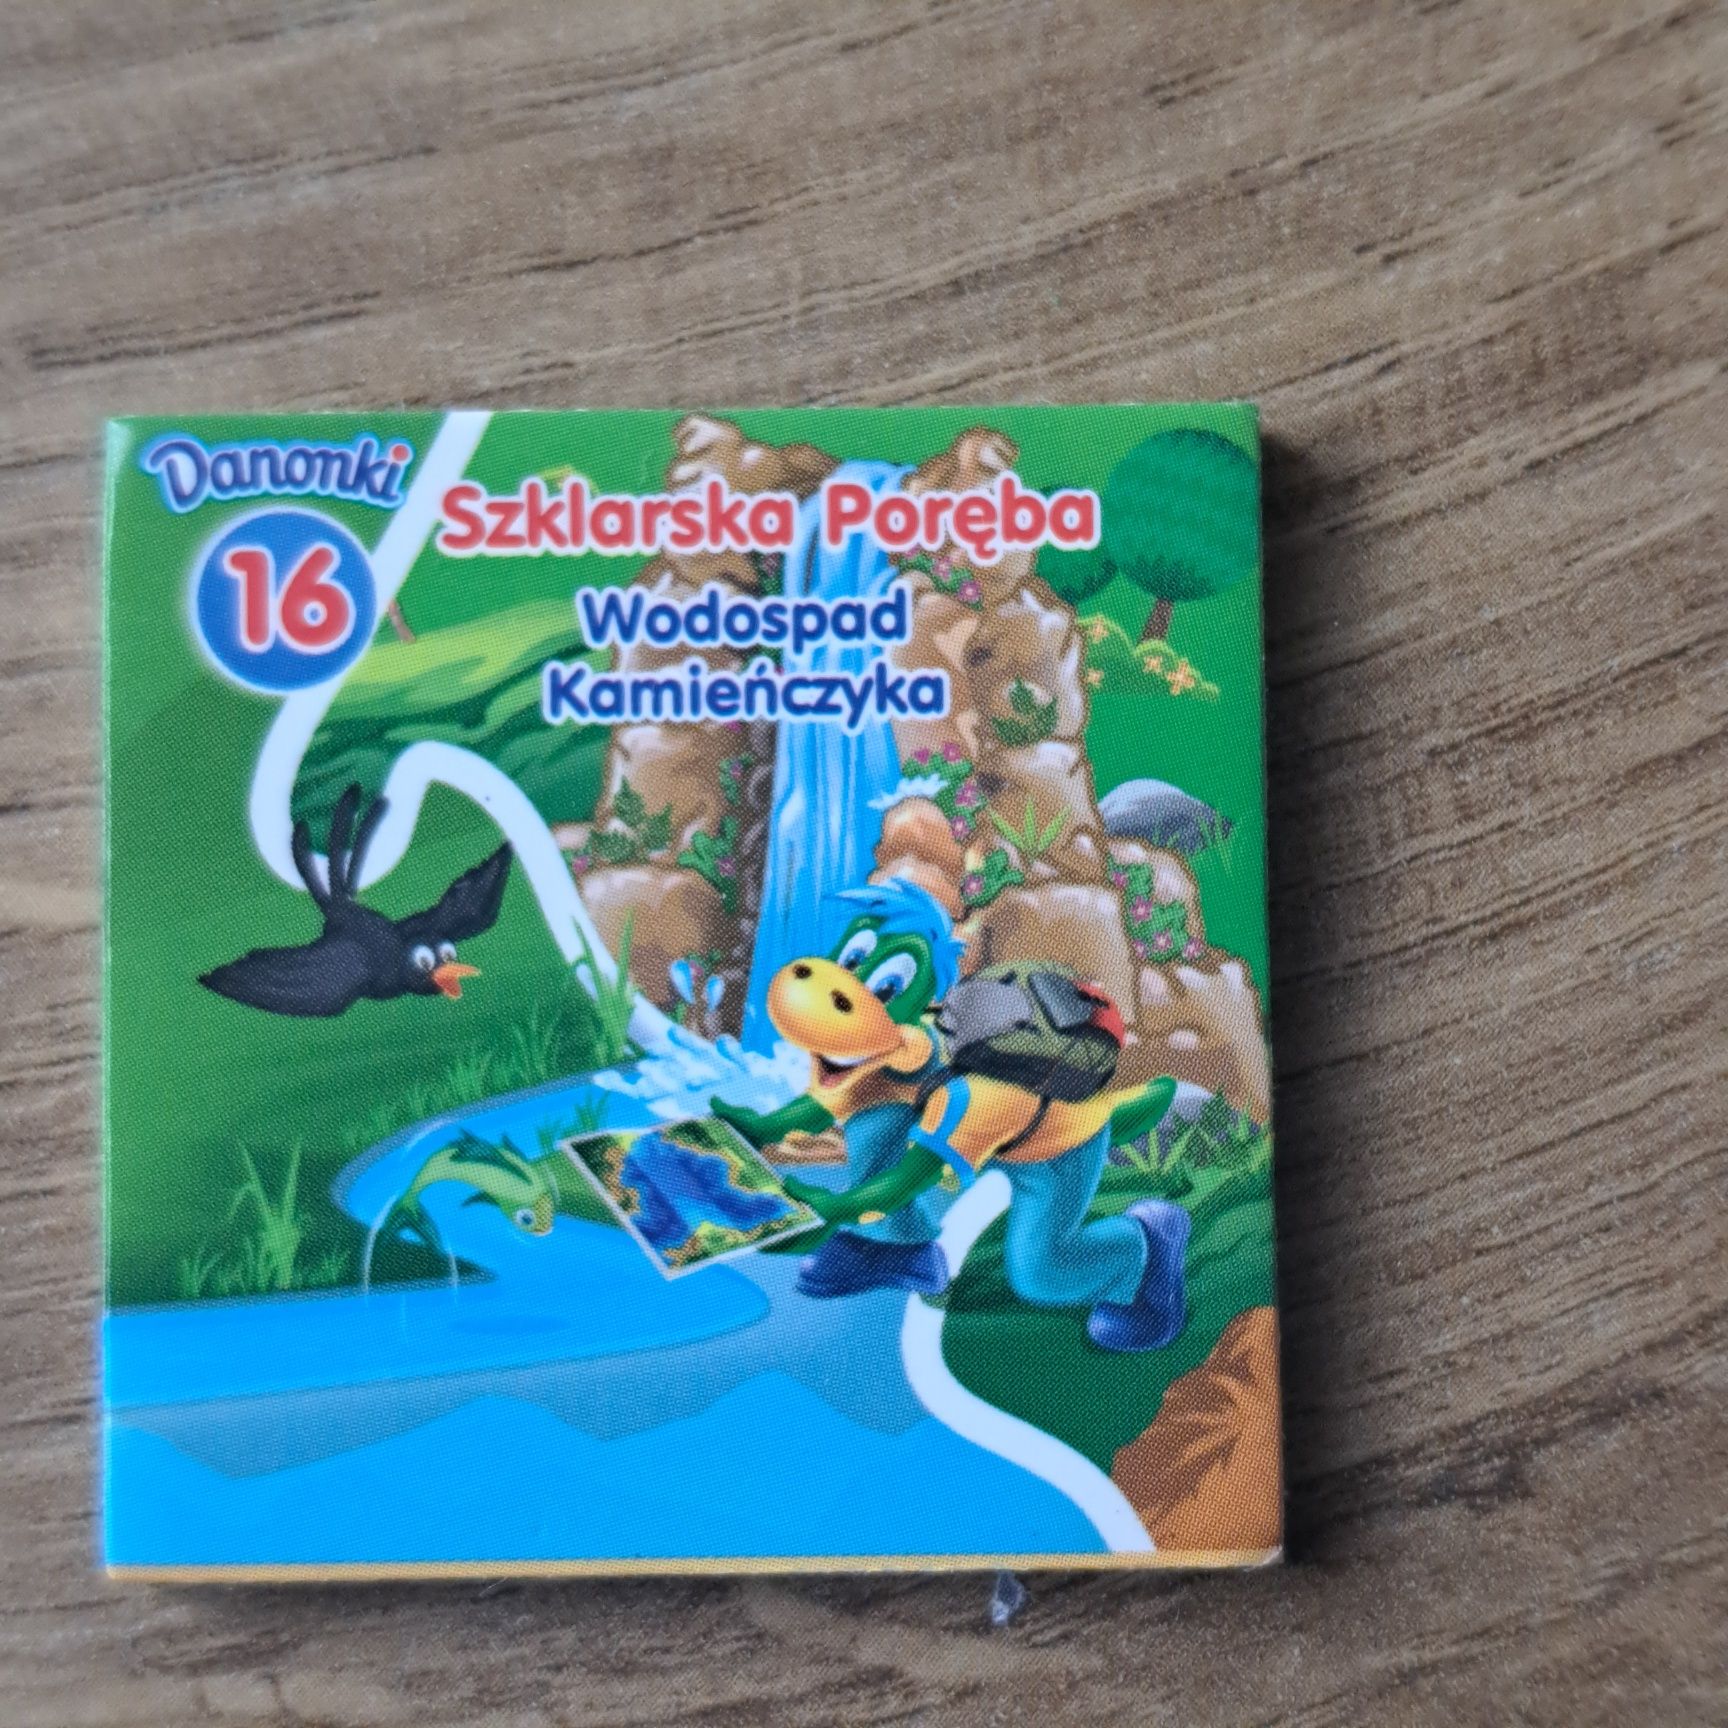 Danonki
16
Szklarska Poręba
Wodospad
Kamieńczyka